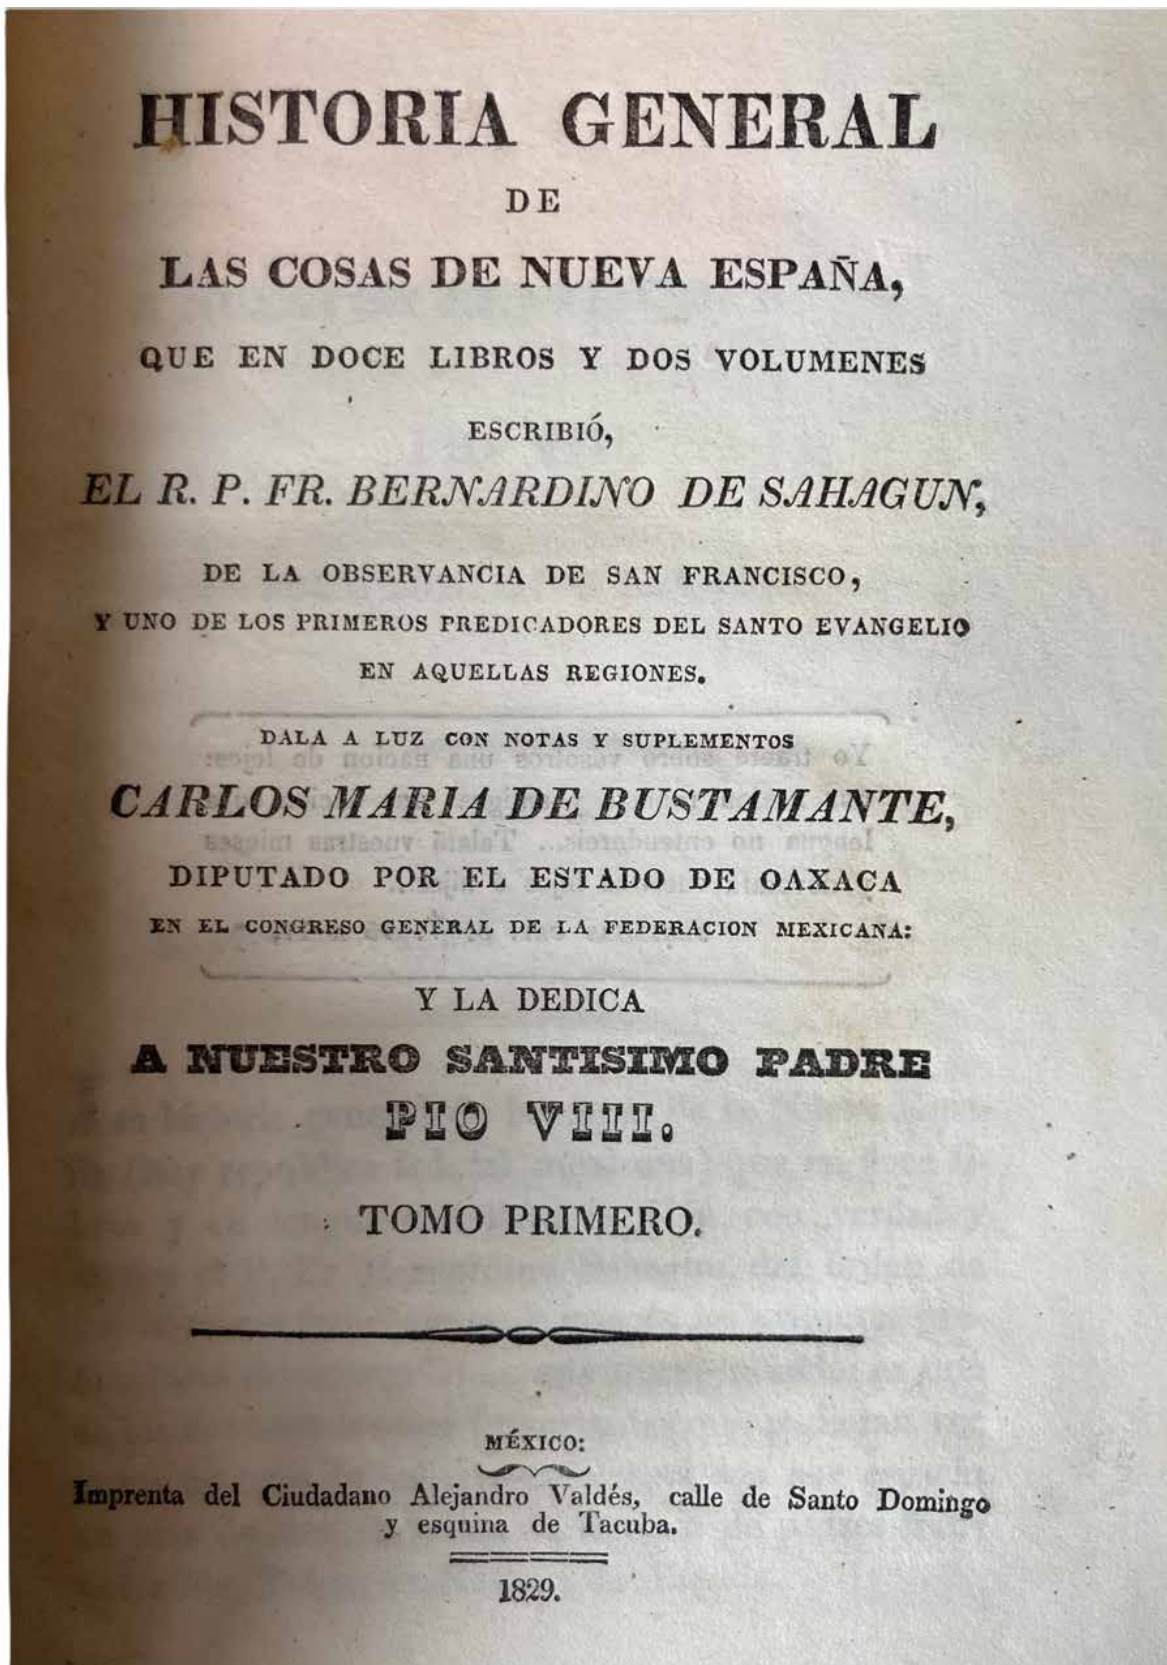 HISTORIA GENERAL
DE
LAS COSAS DE NUEVA ESPAÑA,
QUE EN DOCE LIBROS Y DOS VOLUMENES
ESCRIBIÓ,
EL R. P. FR. BERNARDINO DE SAHAGUN,
DE LA OBSERVANCIA DE SAN FRANCISCO,
Y UNO DE LOS PRIMEROS PREDICADORES DEL SANTO EVANGELIO
EN AQUELLAS REGIONES.
DALA A LUZ CON NOTAS Y SUPLEMENTOS
CARLOS MARIA DE BUSTAMANTE,
DIPUTADO POR EL ESTADO DE OAXACA
EN EL CONGRESO GENERAL DE LA FEDERACION MEXICANA:
Y LA DEDICA
A NUESTRO SANTISIMO PADRE
PIO VIII.
TOMO PRIMERO.
MÉXICO:
Imprenta del Ciudadano Alejandro Valdés, calle de Santo Domingo
y esquina de Tacuba.
1829.